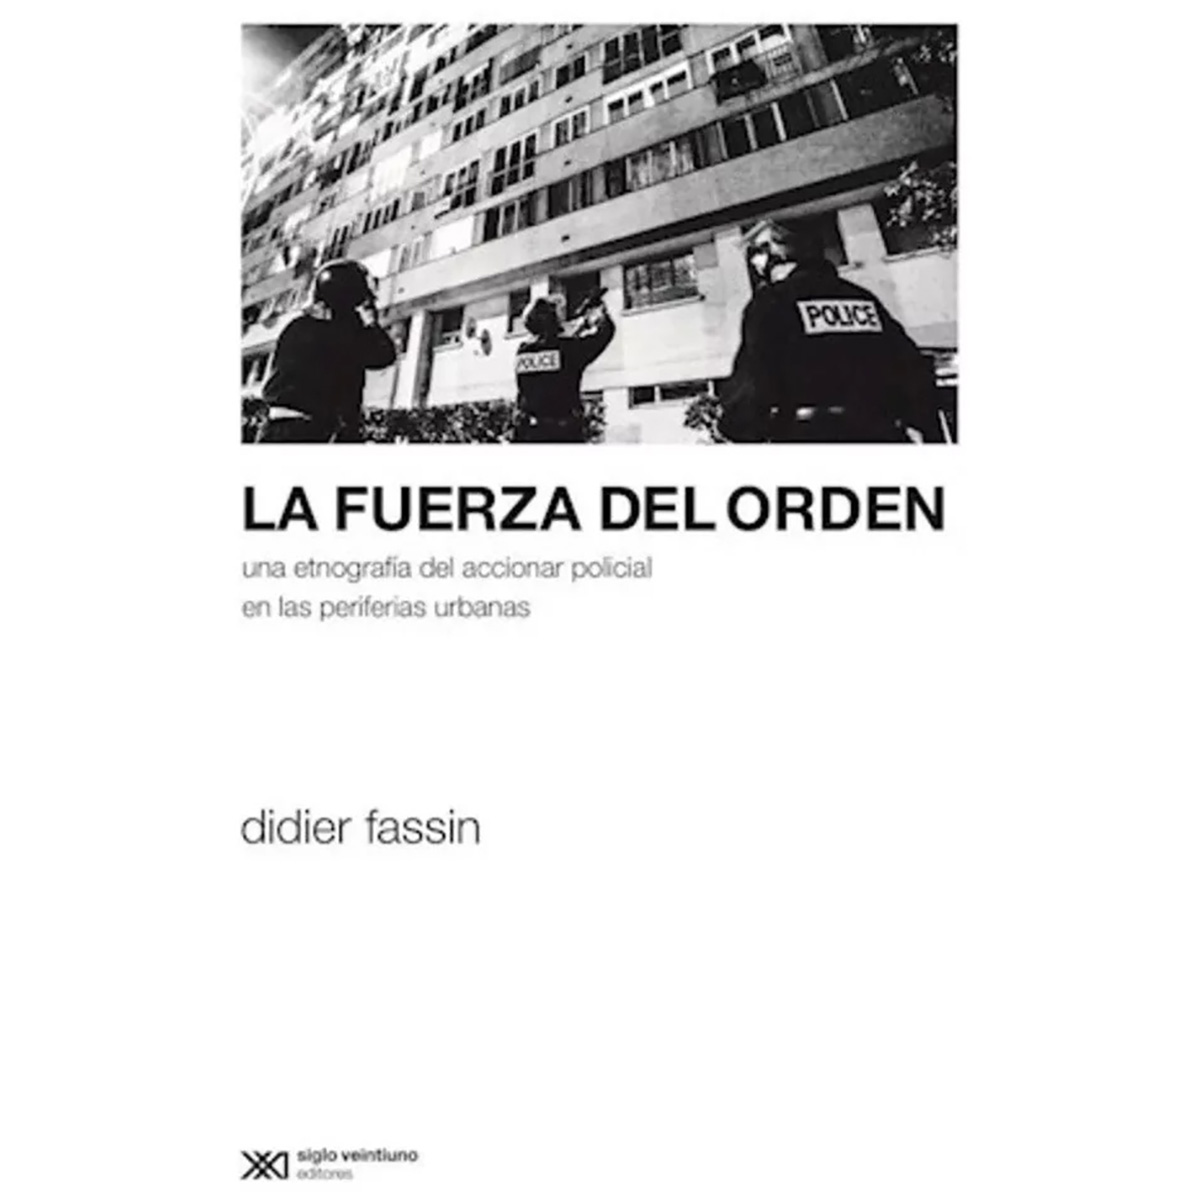 POLICE
POLICE
LA FUERZA DEL ORDEN
una etnografía del accionar policial
en las periferias urbanas
didier fassin
siglo veintiuno
editores